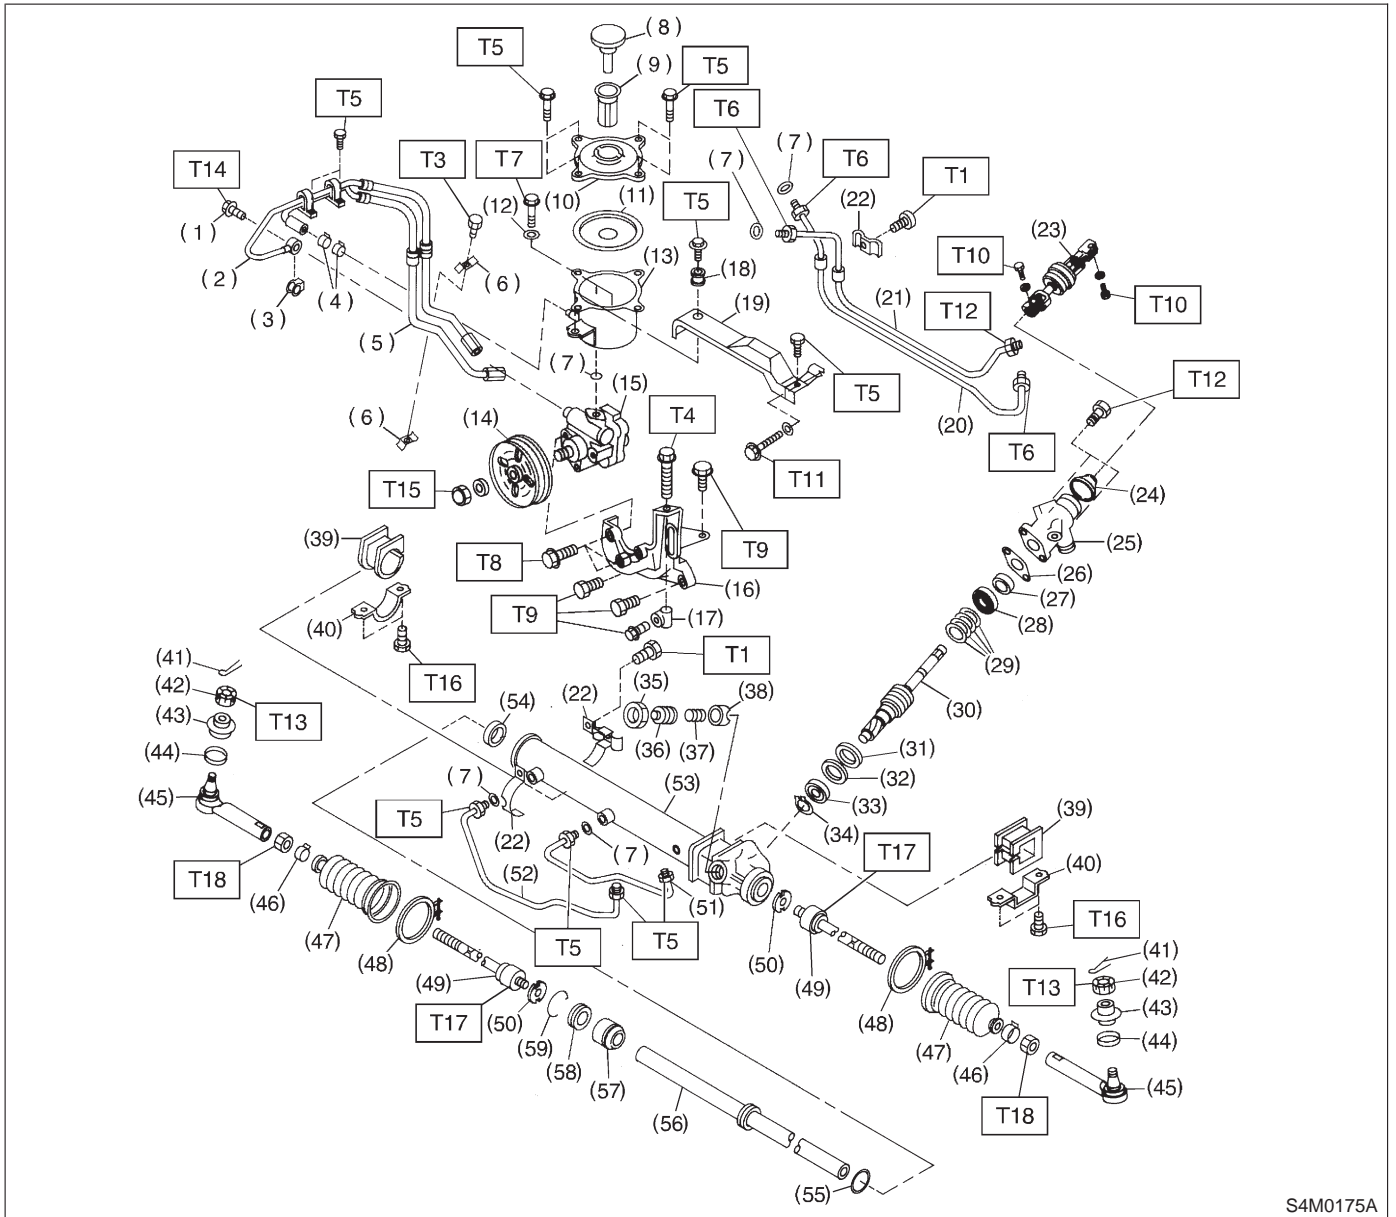 ( 8 )
T5
( 9 )
T5
T5
T6
( 7 )
( 7 )
T6
T3
T7
T1
T14
(10)
(11)
T5
(22)
(12)
(23)
( 1 )
(13)
( 6 )
T10
(18)
( 2 )
( 4 )
(19)
T10
( 3 )
(21)
T12
( 5 )
( 7 )
(15)
T5
T12
( 6 )
(14)
T4
(20)
T6
T15
T11
(24)
(39)
T8
T9
(25)
(16)
(26)
T9
(27)
(40)
(17)
(28)
(41)
T1
(29)
(42)
T16
(35)
(38)
(43)
T13
(54)
(22)
(30)
(44)
(36)
(37)
(31)
(45)
( 7 )
(53)
(32)
(33)
T5
(22)
(34)
(39)
( 7 )
T17
T18
(52)
(40)
(46)
(51)
(47)
T5
T5
T16
(48)
(50)
(41)
(49)
(49)
T13
(42)
T17
(50)
(48)
(43)
(59)
(47)
(44)
(58)
(46)
(57)
(45)
T18
(56)
(55)
S4M0175A